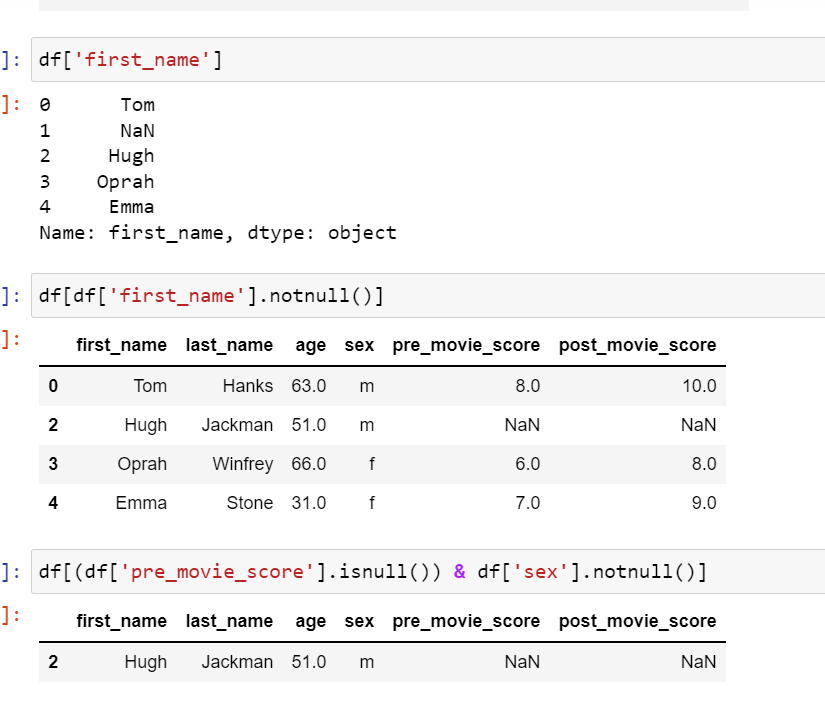 ]: df['first_name']
]: 0 Tom
1 NaN
2 Hugh
3 Oprah
4 Emma
Name: first_name, dtype: object
]: df[df['first_name'].notnull()]
]: first_name last_name age sex pre_movie_score post_movie_score
0 Tom Hanks 63.0 m 8.0 10.0
2 Hugh Jackman 51.0 m NaN NaN
3 Oprah Winfrey 66.0 f 6.0 8.0
4 Emma Stone 31.0 f 7.0 9.0
]: df[(df['pre_movie_score'].isnull()) & df['sex'].notnull()]
]: first_name last_name age sex pre_movie_score post_movie_score
2 Hugh Jackman 51.0 m NaN NaN